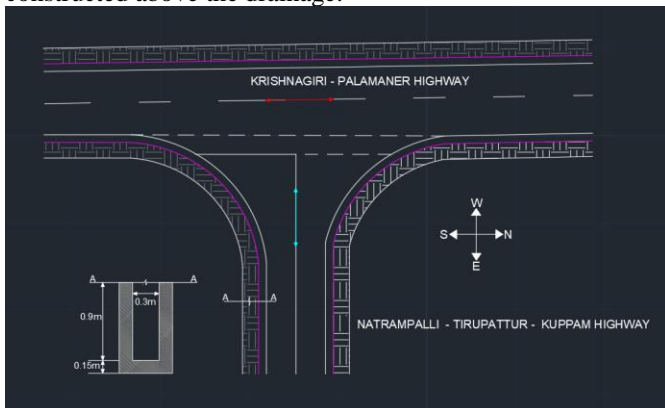 constructed above the drainage.
KRISHNAGIRI - PALAMANER HIGHWAY
W
S N
E
A A
0.3m
0.9m
0.15m
A A
NATRAMPALLI - TIRUPATTUR - KUPPAM HIGHWAY